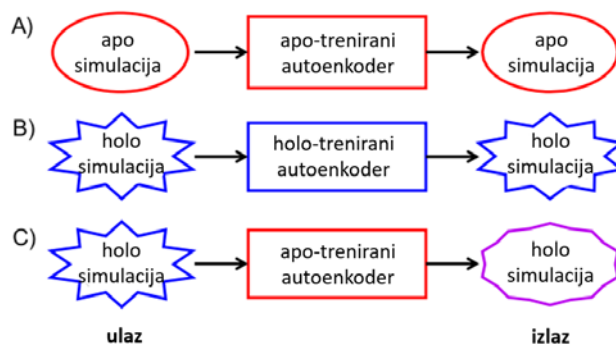 A)
apo
simulacija
apo-trenirani
autoenkoder
apo
simulacija
B)
holo
simulacija
holo-trenirani
autoenkoder
holo
simulacija
C)
holo
simulacija
apo-trenirani
autoenkoder
holo
simulacija
ulaz
izlaz